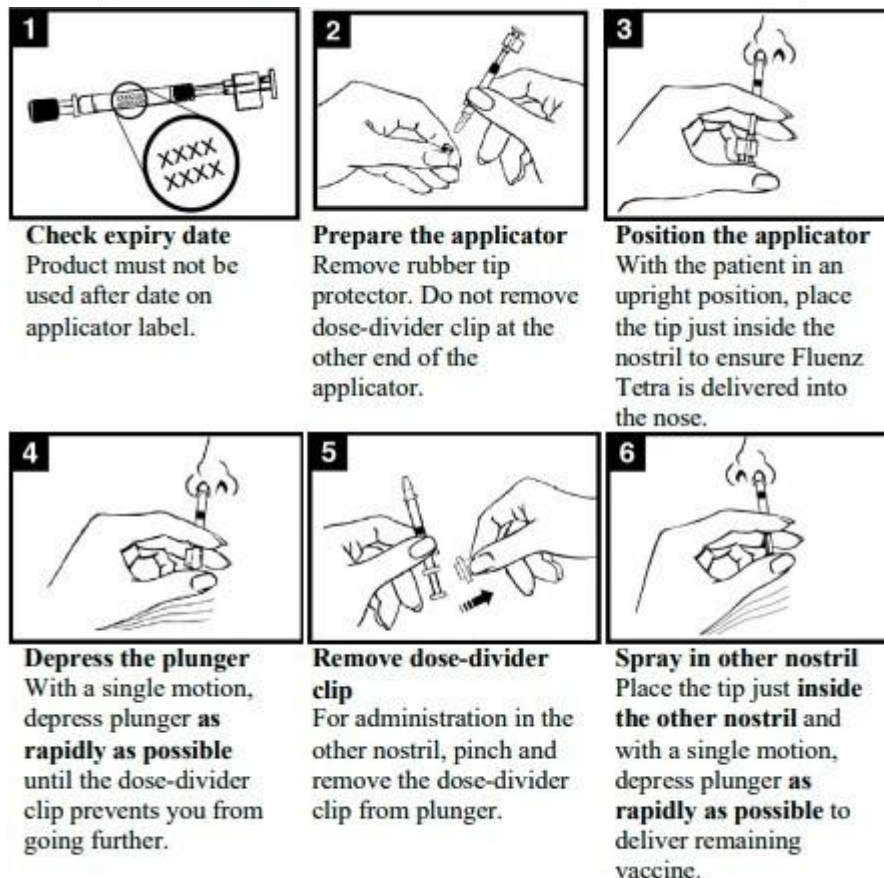 1
XXXX
XXXX
Check expiry date
Product must not be
used after date on
applicator label.
2
Prepare the applicator
Remove rubber tip
protector. Do not remove
dose-divider clip at the
other end of the
applicator.
3
Position the applicator
With the patient in an
upright position, place
the tip just inside the
nostril to ensure Fluenz
Tetra is delivered into
the nose.
4
Depress the plunger
With a single motion,
depress plunger as
rapidly as possible
until the dose-divider
clip prevents you from
going further.
5
Remove dose-divider
clip
For administration in the
other nostril, pinch and
remove the dose-divider
clip from plunger.
6
Spray in other nostril
Place the tip just inside
the other nostril and
with a single motion,
depress plunger as
rapidly as possible to
deliver remaining
vaccine.